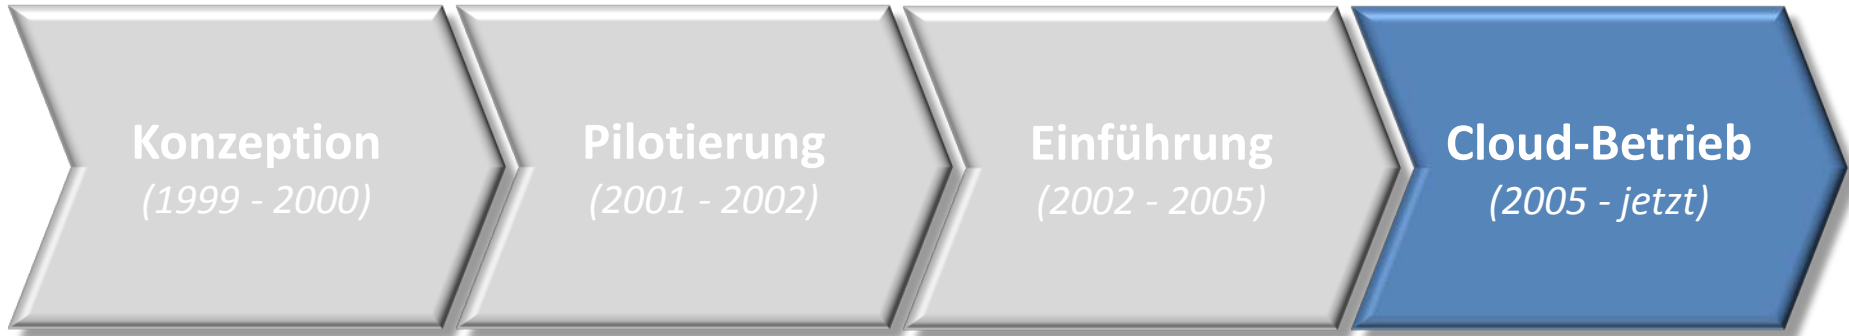 Konzeption
(1999 - 2000)
Pilotierung
(2001 - 2002)
Einführung
(2002 - 2005)
Cloud-Betrieb
(2005 - jetzt)